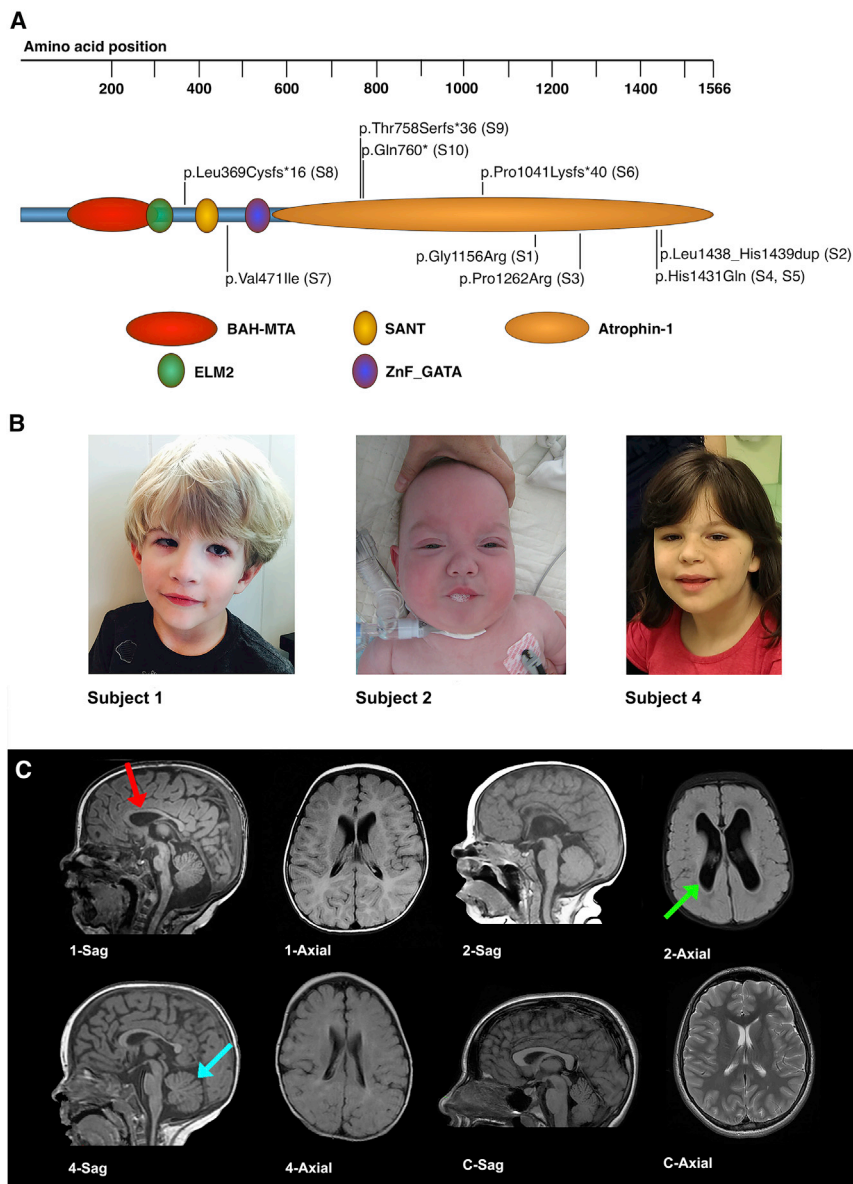 A
Amino acid position
200 400 600 800 1000 1200 1400 1566
p.Thr758Serfs*36 (S9)
p.Gln760* (S10)
p.Leu369Cysfs*16 (S8)
p.Pro1041Lysfs*40 (S6)
p.Gly1156Arg (S1)
p.Leu1438_His1439dup (S2)
p.Val471Ile (S7)
p.Pro1262Arg (S3)
p.His1431Gln (S4, S5)
BAH-MTA
SANT
Atrophin-1
ELM2
ZnF_GATA
B
Subject 1
Subject 2
Subject 4
C
1-Sag
1-Axial
2-Sag
2-Axial
4-Sag
4-Axial
C-Sag
C-Axial